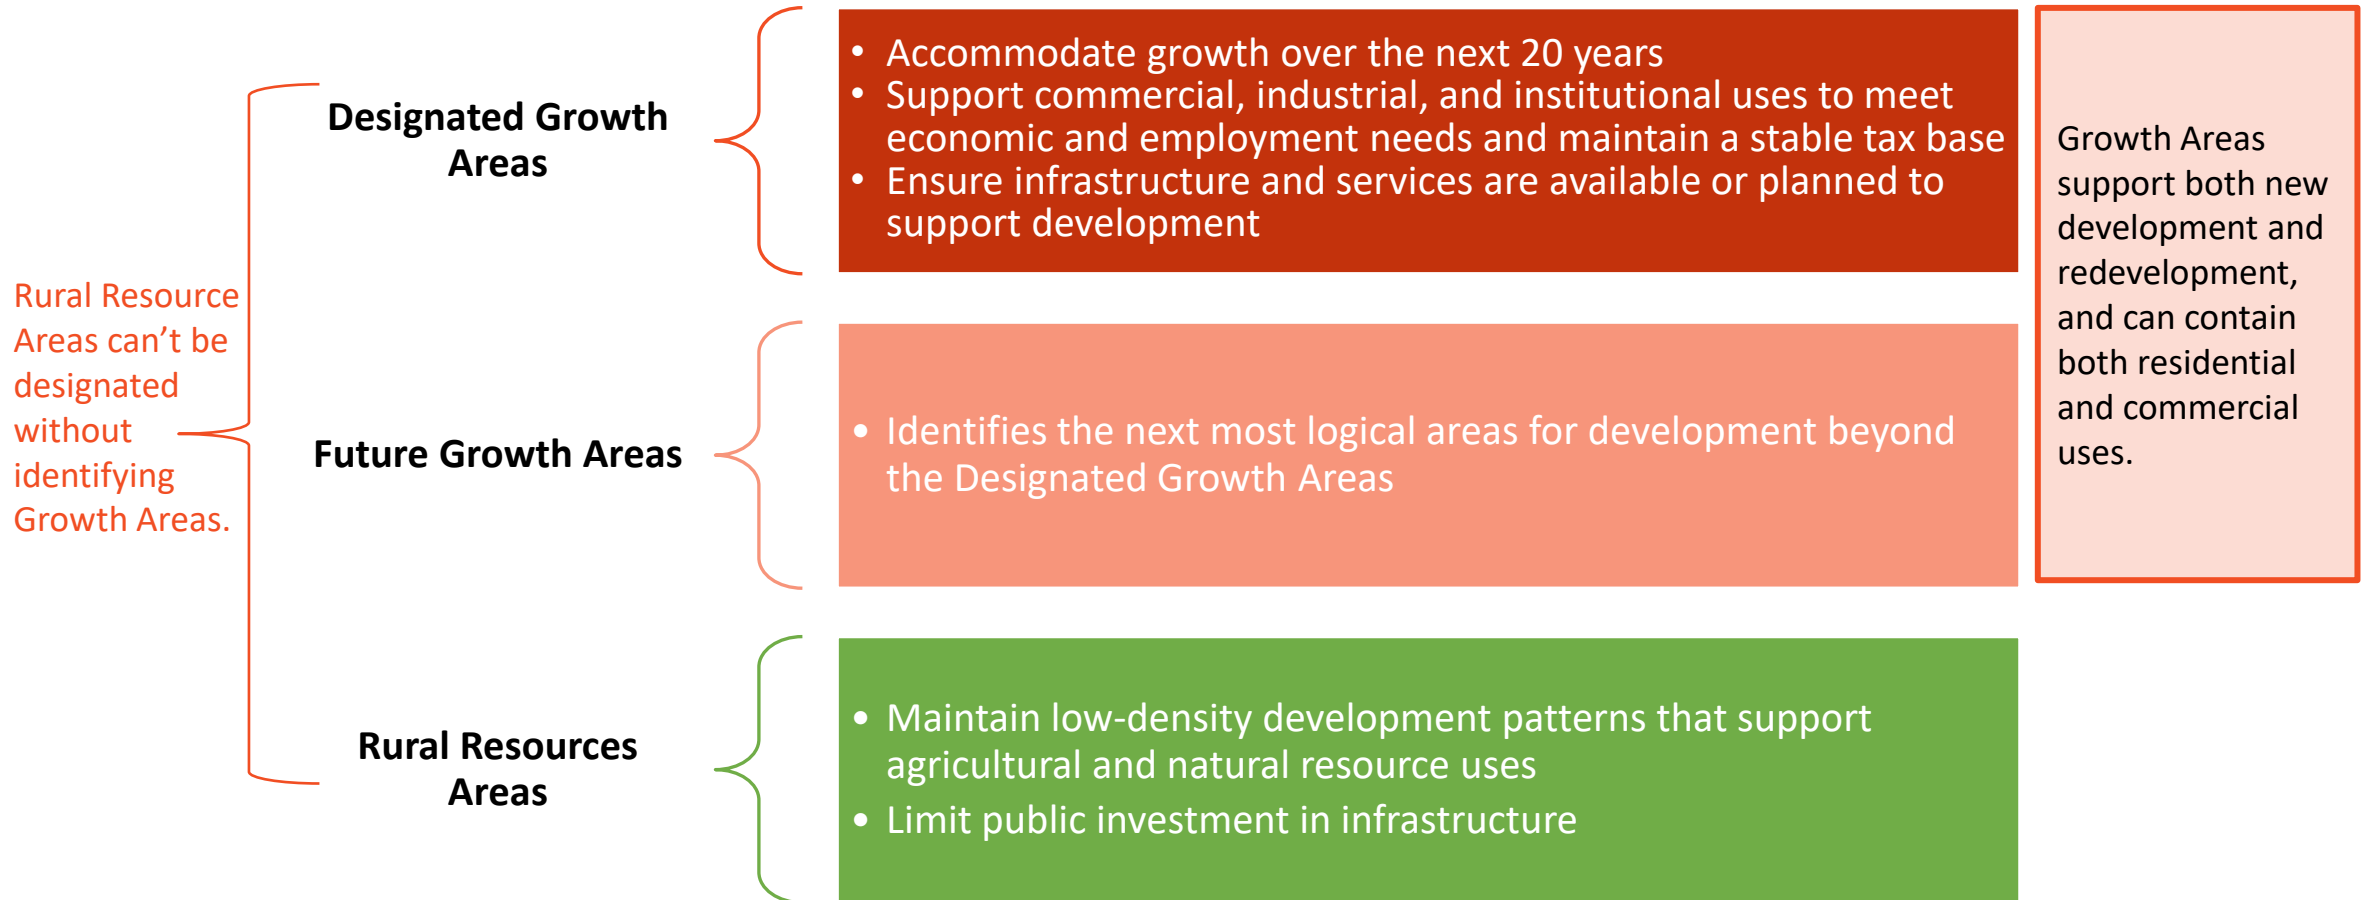 Rural Resource
Areas can’t be
designated
without
identifying
Growth Areas.
Designated Growth
Areas
• Accommodate growth over the next 20 years
• Support commercial, industrial, and institutional uses to meet
economic and employment needs and maintain a stable tax base
• Ensure infrastructure and services are available or planned to
support development
Growth Areas
support both new
development and
redevelopment,
and can contain
both residential
and commercial
uses.
Future Growth Areas
• Identifies the next most logical areas for development beyond
the Designated Growth Areas
Rural Resources
Areas
• Maintain low-density development patterns that support
agricultural and natural resource uses
• Limit public investment in infrastructure